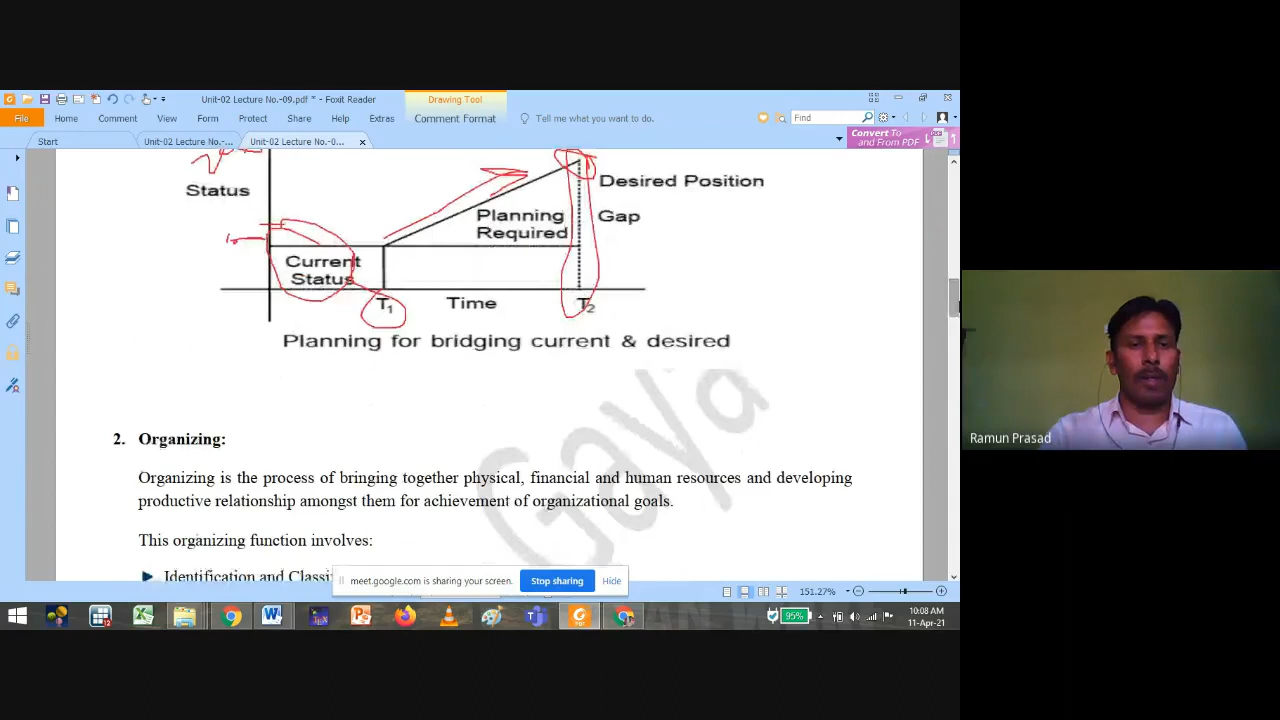 Unit-02 Lecture No.-09.pdf * - Foxit Reader
Drawing Tool
File Home Comment View Form Protect Share Help Extras Comment Format Tell me what you want to do. Find
Start Unit-02 Lecture No.-... Unit-02 Lecture No.-0... Convert To and From PDF
Status
Desired Position
Planning Required
Gap
Current Status
T1 Time T2
Planning for bridging current & desired
Gaya
2. Organizing:
Organizing is the process of bringing together physical, financial and human resources and developing
productive relationship amongst them for achievement of organizational goals.
This organizing function involves:
Identification and
meet.google.com is sharing your screen. Stop sharing Hide
151.27%
95% 10:08 AM
11-Apr-21
Ramun Prasad